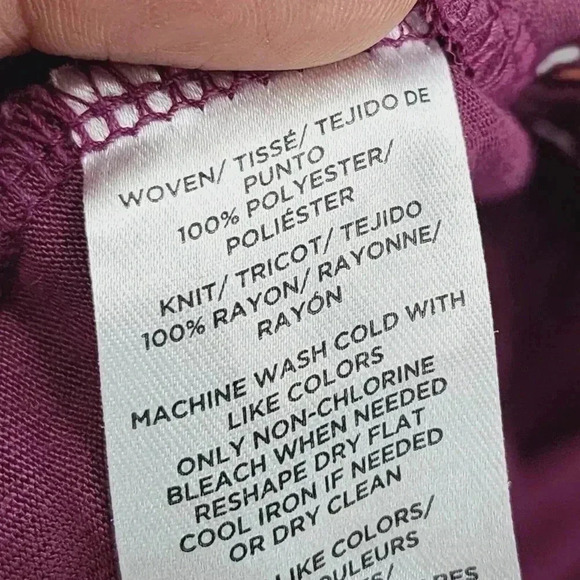 WOVEN/ TISSÉ/ TEJIDO DE
PUNTO
100% POLYESTER/
POLIÉSTER
KNIT/ TRICOT/ TEJIDO
100% RAYON/ RAYONNE/
RAYÓN
MACHINE WASH COLD WITH
LIKE COLORS
ONLY NON-CHLORINE
BLEACH WHEN NEEDED
RESHAPE DRY FLAT
COOL IRON IF NEEDED
OR DRY CLEAN
LIKE COLORS/